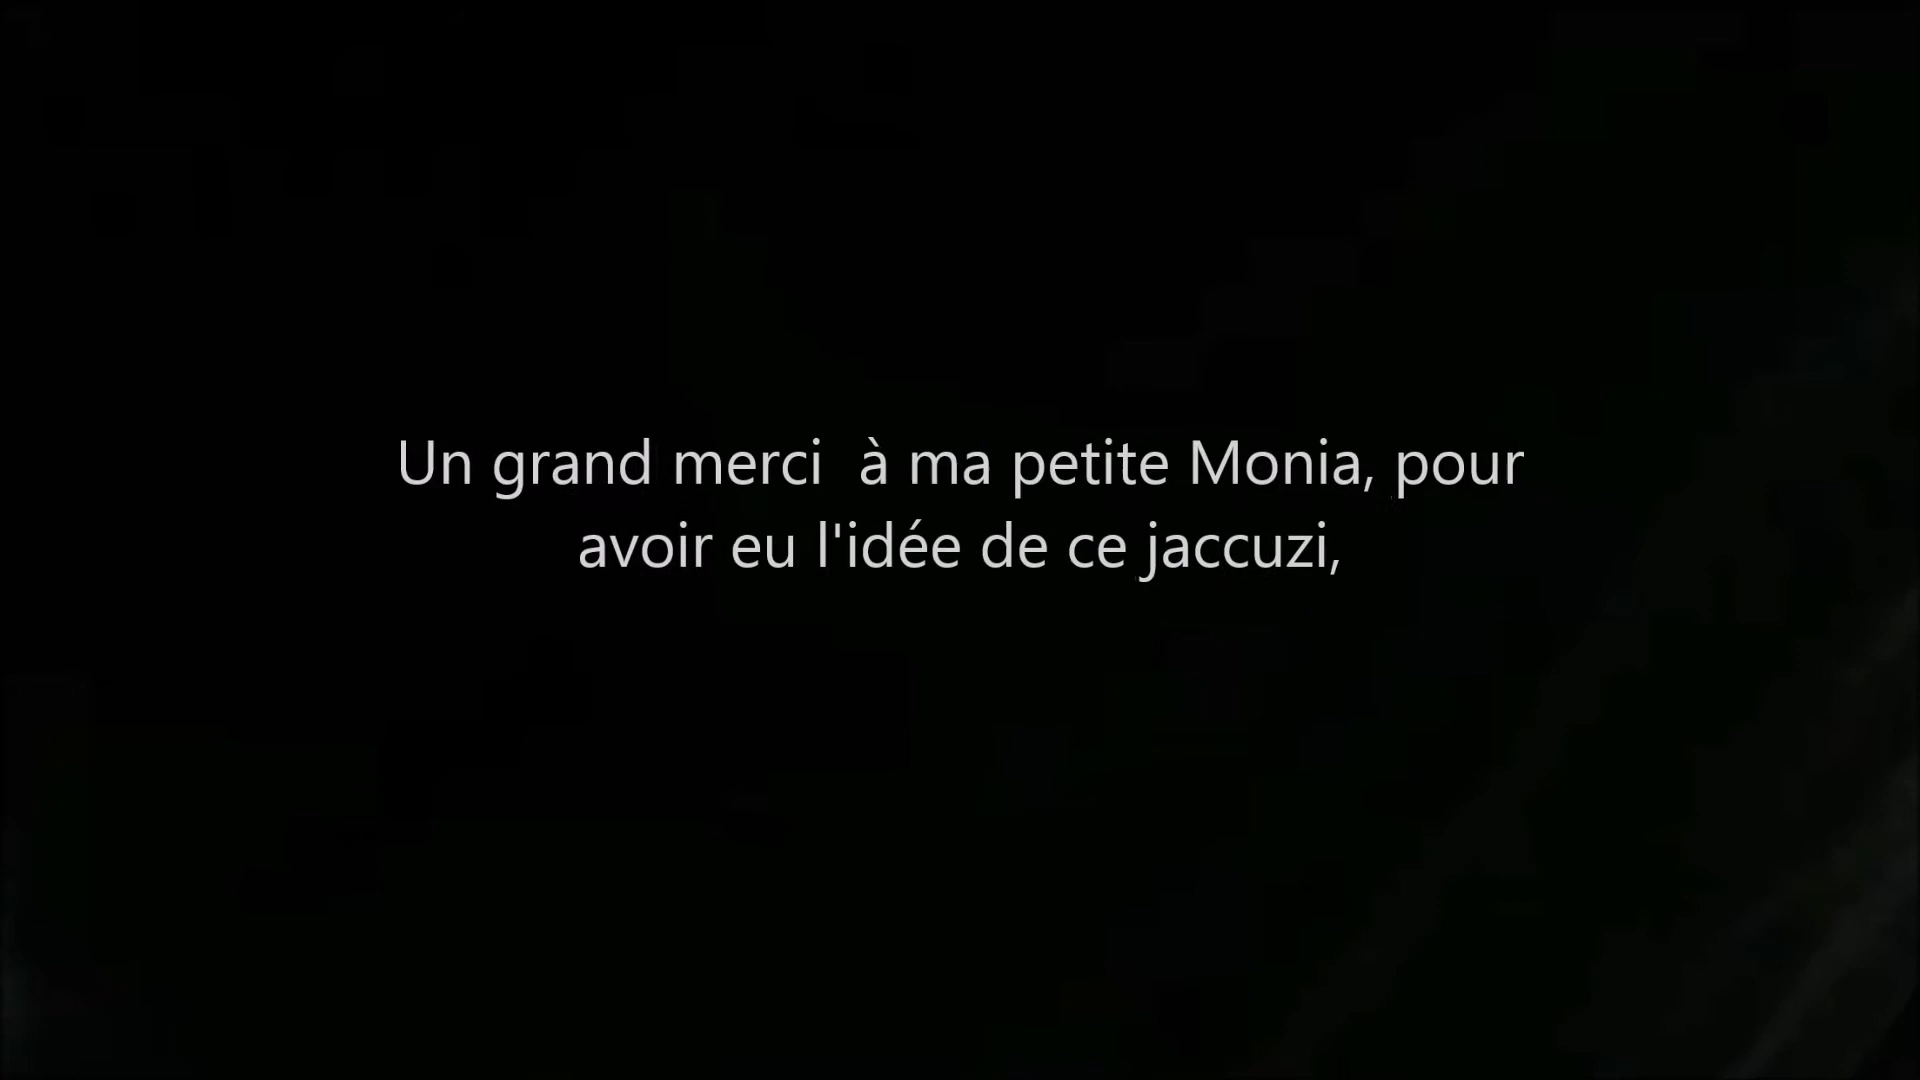 Un grand merci  à ma petite Monia, pour
avoir eu l'idée de ce jaccuzi,